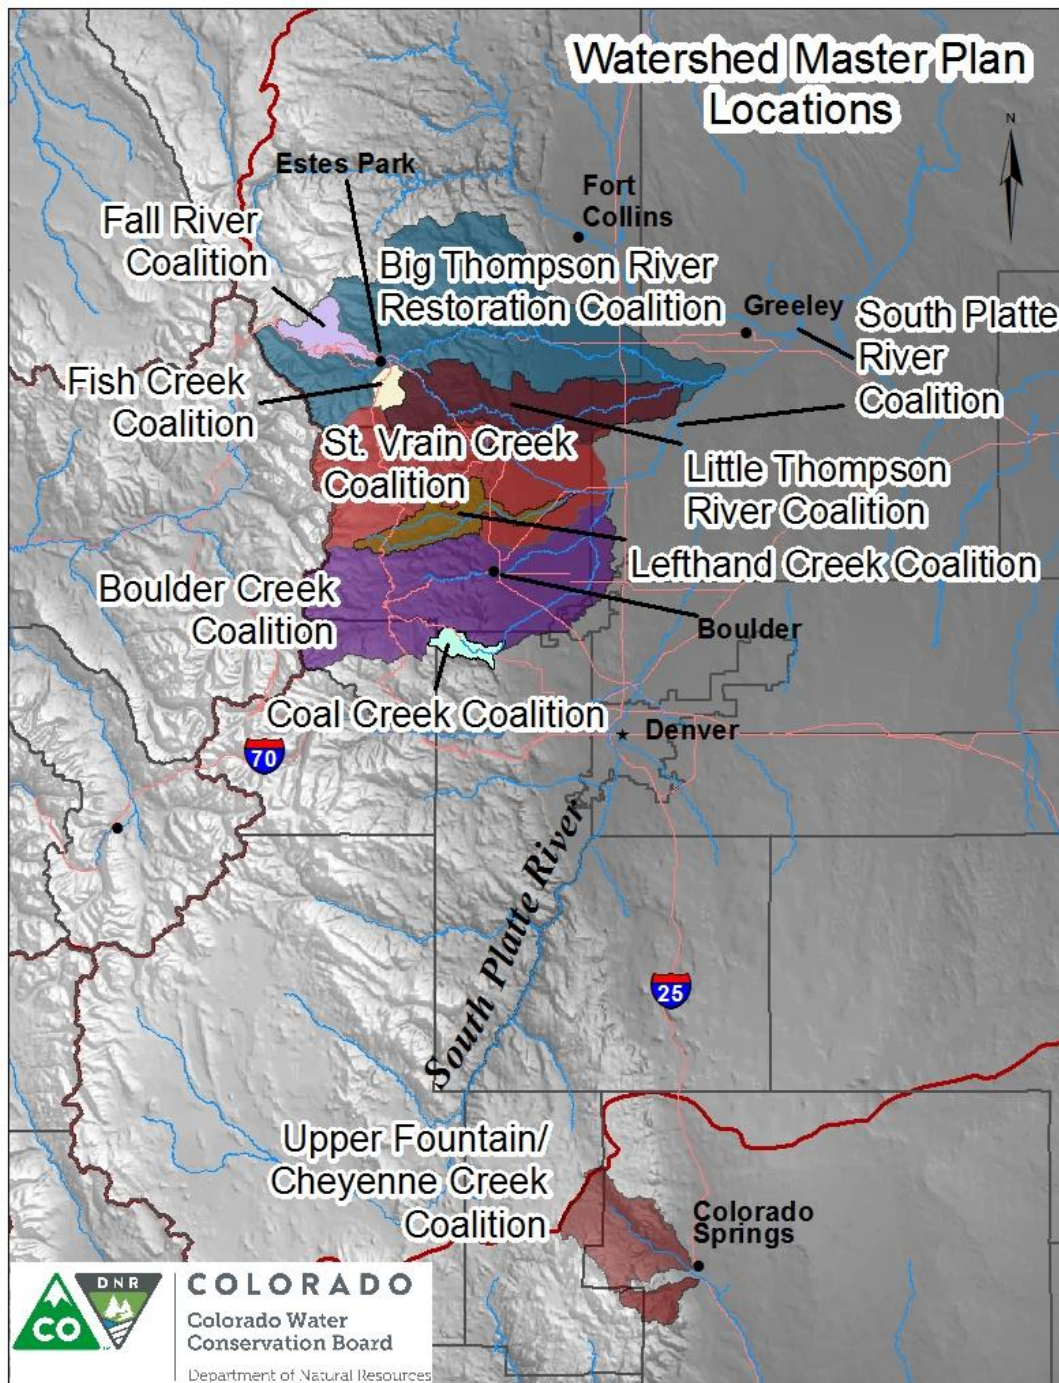 Watershed Master Plan
Locations
N
Estes Park
Fort
Collins
Fall River
Coalition
Big Thompson River
Restoration Coalition
Greeley
South Platte
River
Coalition
Fish Creek
Coalition
St. Vrain Creek
Coalition
Little Thompson
River Coalition
Lefthand Creek Coalition
Boulder Creek
Coalition
Boulder
Coal Creek Coalition
Denver
70
South Platte River
25
Upper Fountain/
Cheyenne Creek
Coalition
Colorado
Springs
CO
DNR
COLORADO
Colorado Water
Conservation Board
Department of Natural Resources